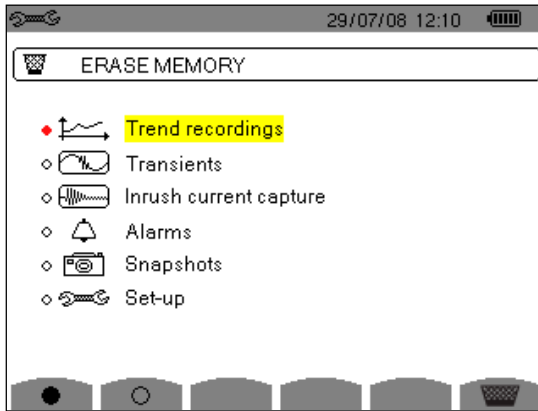 29/07/08 12:10
ERASE MEMORY
Trend recordings
Transients
Inrush current capture
Alarms
Snapshots
Set-up